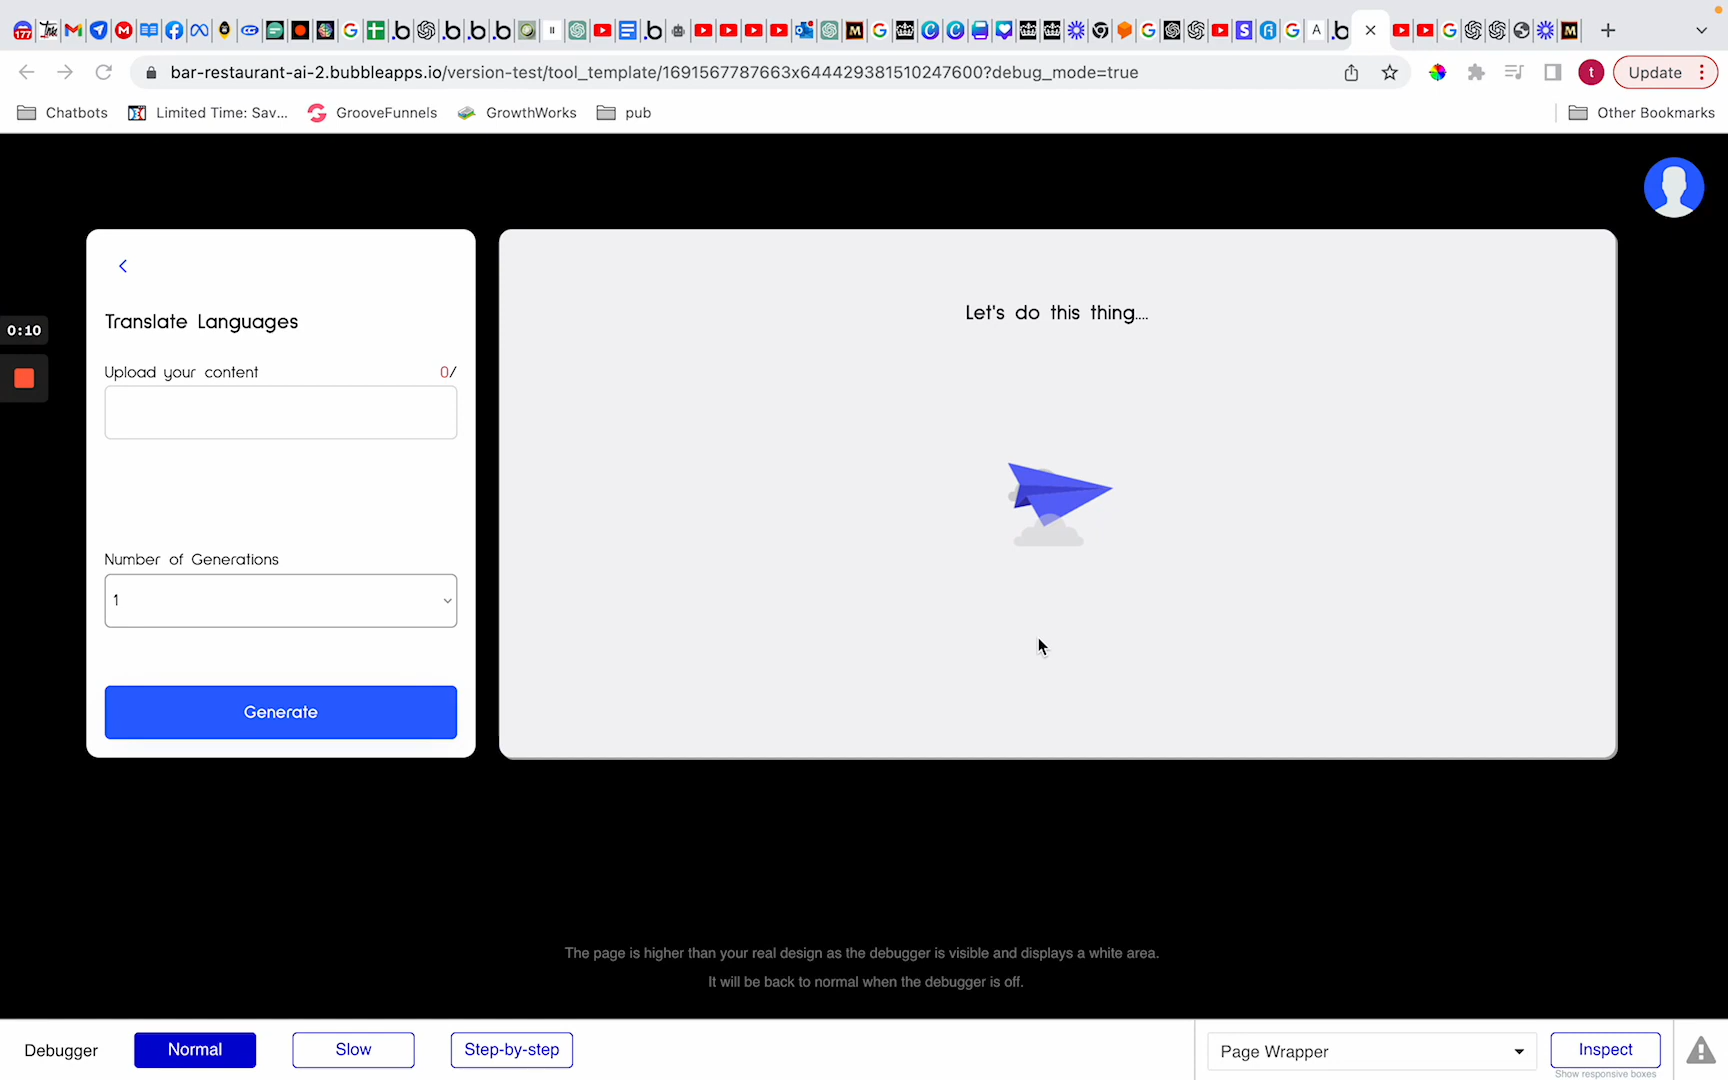 bar-restaurant-ai-2.bubbleapps.io/version-test/tool_template/1691567787663x644429381510247600?debug_mode=true
t
Update
Chatbots
Limited Time: Sav...
GrooveFunnels
GrowthWorks
pub
Other Bookmarks
Translate Languages
Let's do this thing....
0:10
Upload your content
0/
Number of Generations
1
Generate
The page is higher than your real design as the debugger is visible and displays a white area.
It will be back to normal when the debugger is off.
Debugger
Normal
Slow
Step-by-step
Page Wrapper
Inspect
Show responsive boxes